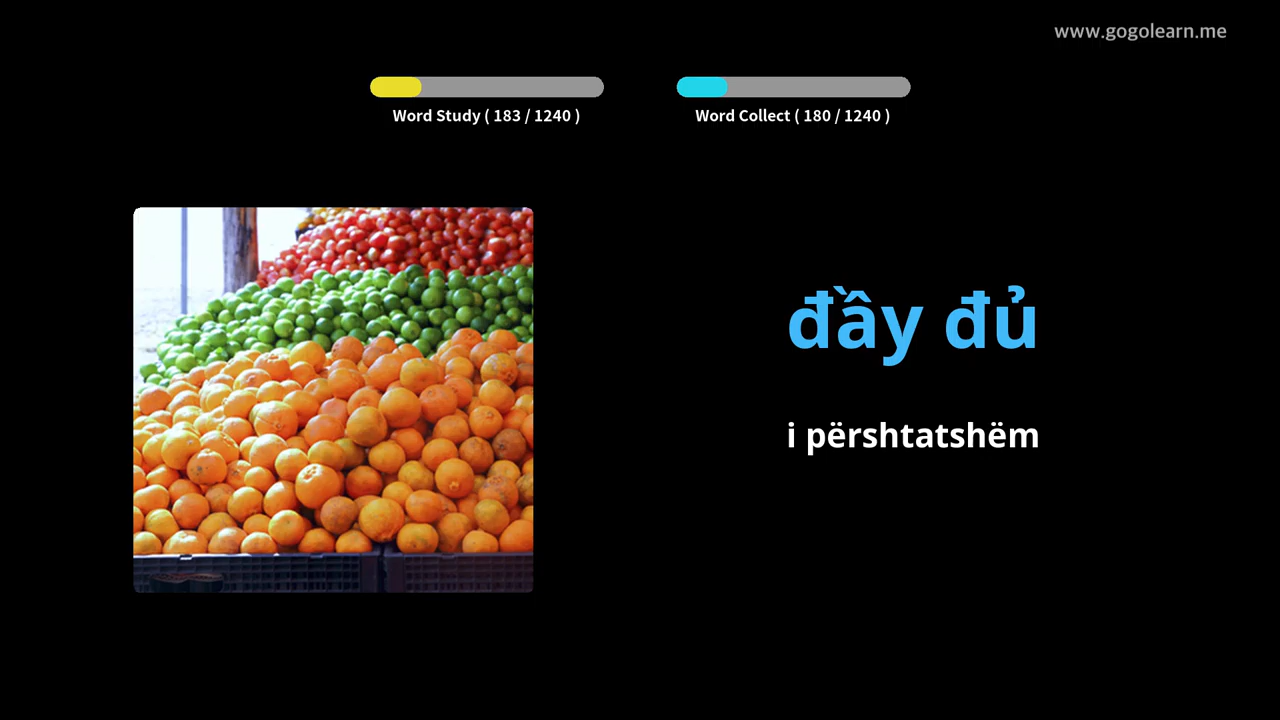 www.gogolearn.me
Word Study ( 183 / 1240 )
Word Collect ( 180 / 1240 )
đầy đủ
i përshtatshëm